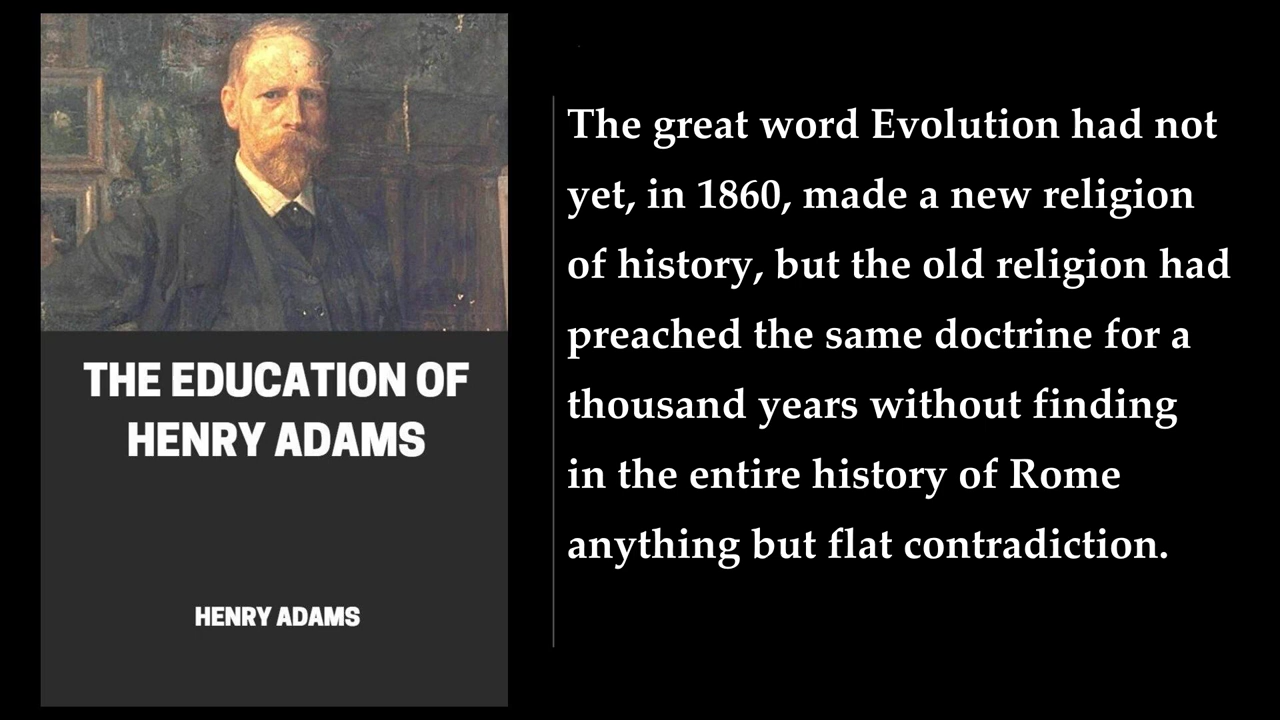 THE EDUCATION OF
HENRY ADAMS
HENRY ADAMS
The great word Evolution had not
yet, in 1860, made a new religion
of history, but the old religion had
preached the same doctrine for a
thousand years without finding
in the entire history of Rome
anything but flat contradiction.